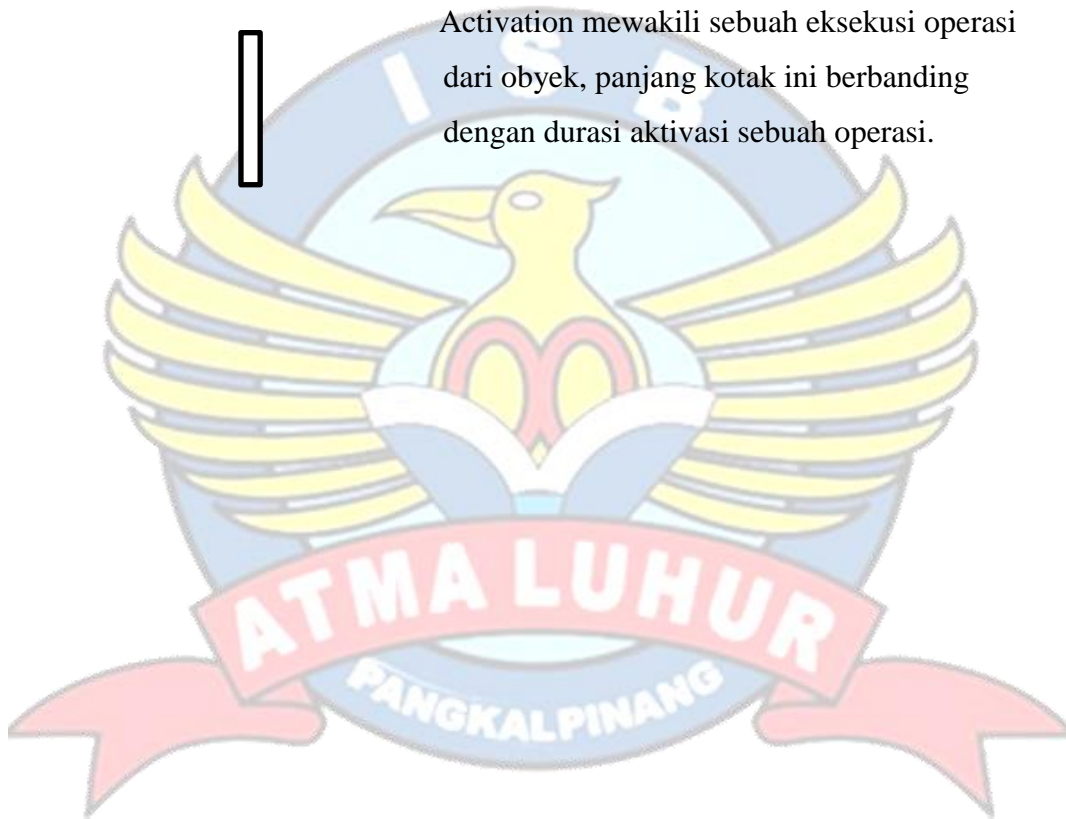 Activation mewakili sebuah eksekusi operasi
dari obyek, panjang kotak ini berbanding
dengan durasi aktivasi sebuah operasi.
I S B
ATMA LUHUR
PANGKALPINANG